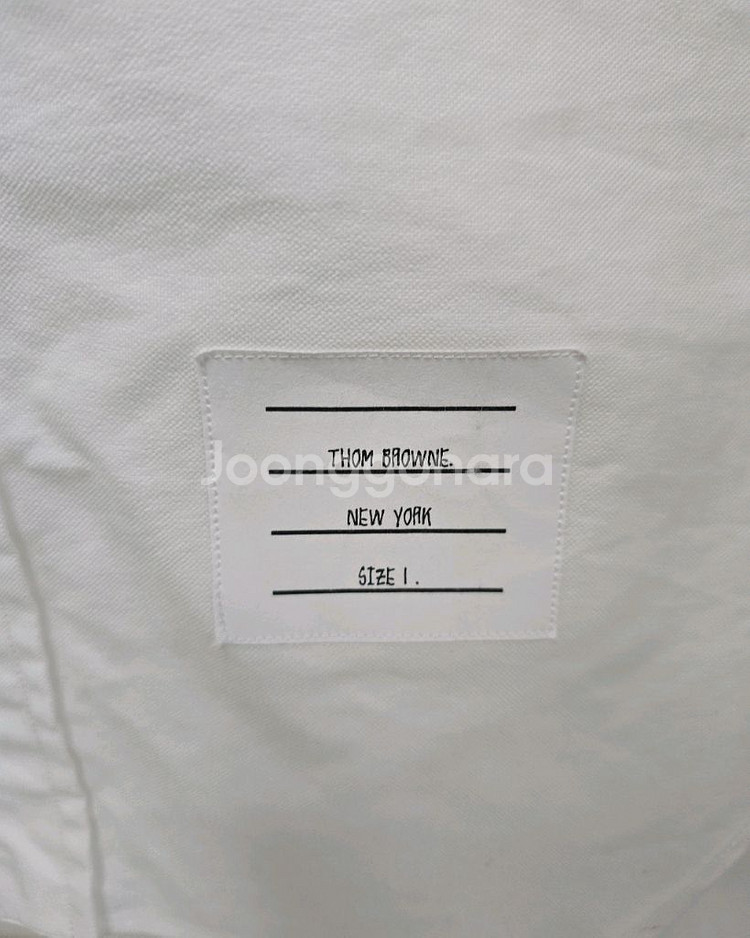 THOM BROWNE.
Joonggonara
NEW YORK
SIZE 1.